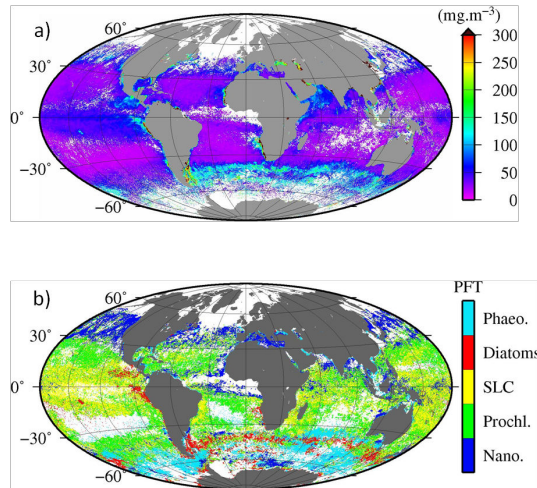 (mg.m⁻³)
a)
300
250
200
150
100
50
0
60°
30°
0°
−30°
−60°
b)
PFT
Phaeo.
Diatoms
SLC
Prochl.
Nano.
60°
30°
0°
−30°
−60°